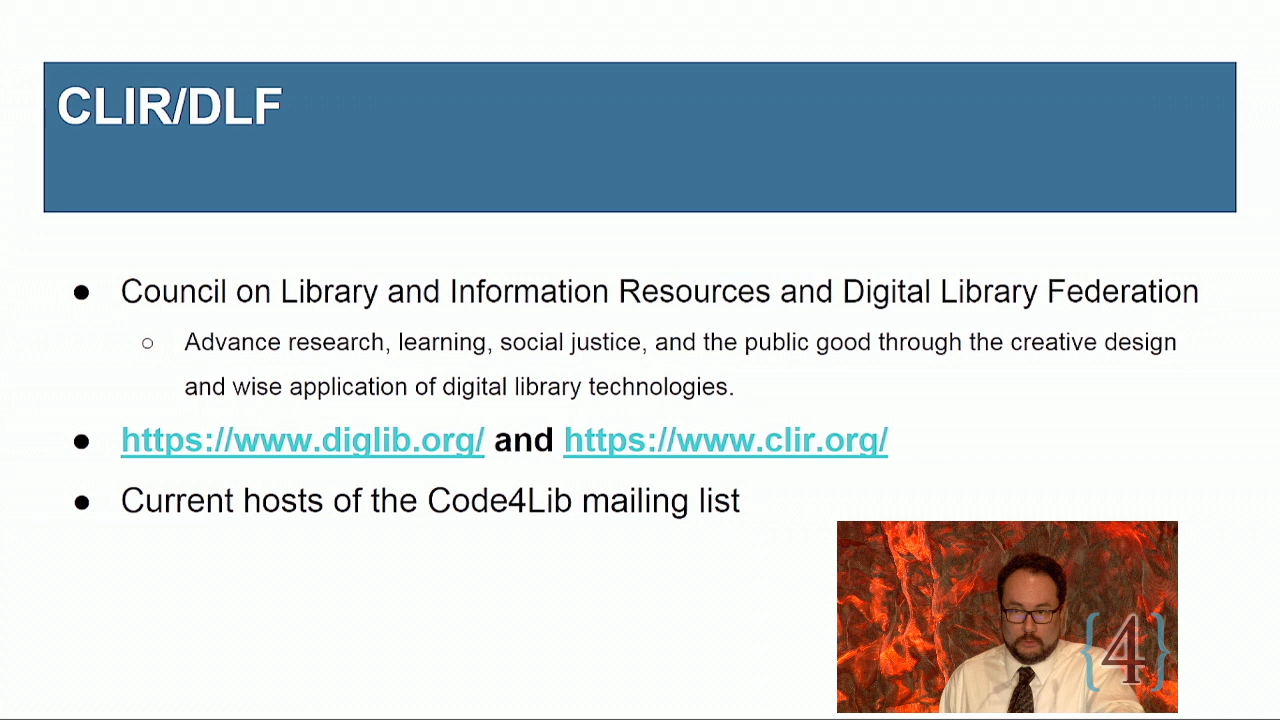 CLIR/DLF
● Council on Library and Information Resources and Digital Library Federation
○ Advance research, learning, social justice, and the public good through the creative design
and wise application of digital library technologies.
● https://www.diglib.org/ and https://www.clir.org/
● Current hosts of the Code4Lib mailing list
{4}